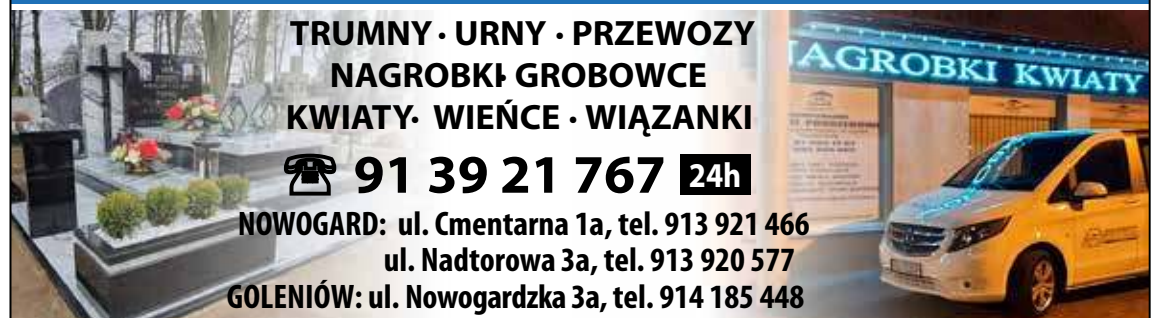 TRUMNY · URNY · PRZEWOZY
NAGROBKI· GROBOWCE
KWIATY· WIEŃCE · WIĄZANKI
☎ 91 39 21 767 24h
NOWOGARD: ul. Cmentarna 1a, tel. 913 921 466
ul. Nadtorowa 3a, tel. 913 920 577
GOLENIÓW: ul. Nowogardzka 3a, tel. 914 185 448
NAGROBKI KWIATY